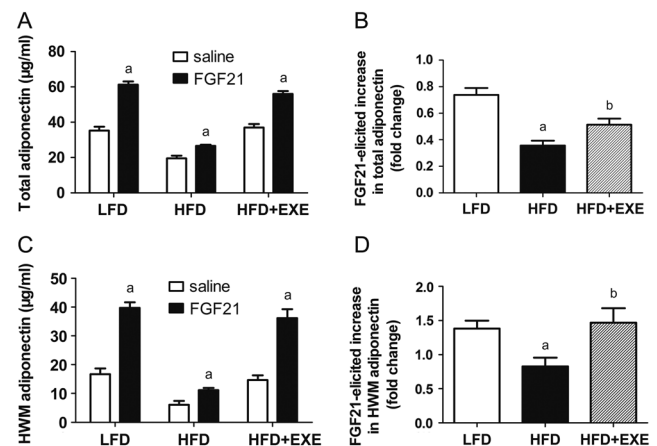 A
Total adiponectin (µg/ml)
80
60
40
20
0
saline
FGF21
a
a
a
LFD
HFD
HFD+EXE
B
FGF21-elicited increase
in total adiponectin
(fold change)
1.0
0.8
0.6
0.4
0.2
0.0
a
b
LFD
HFD
HFD+EXE
C
HWM adiponectin (µg/ml)
50
40
30
20
10
0
saline
FGF21
a
a
a
LFD
HFD
HFD+EXE
D
FGF21-elicited increase
in HWM adiponectin
(fold change)
2.0
1.5
1.0
0.5
0.0
a
b
LFD
HFD
HFD+EXE